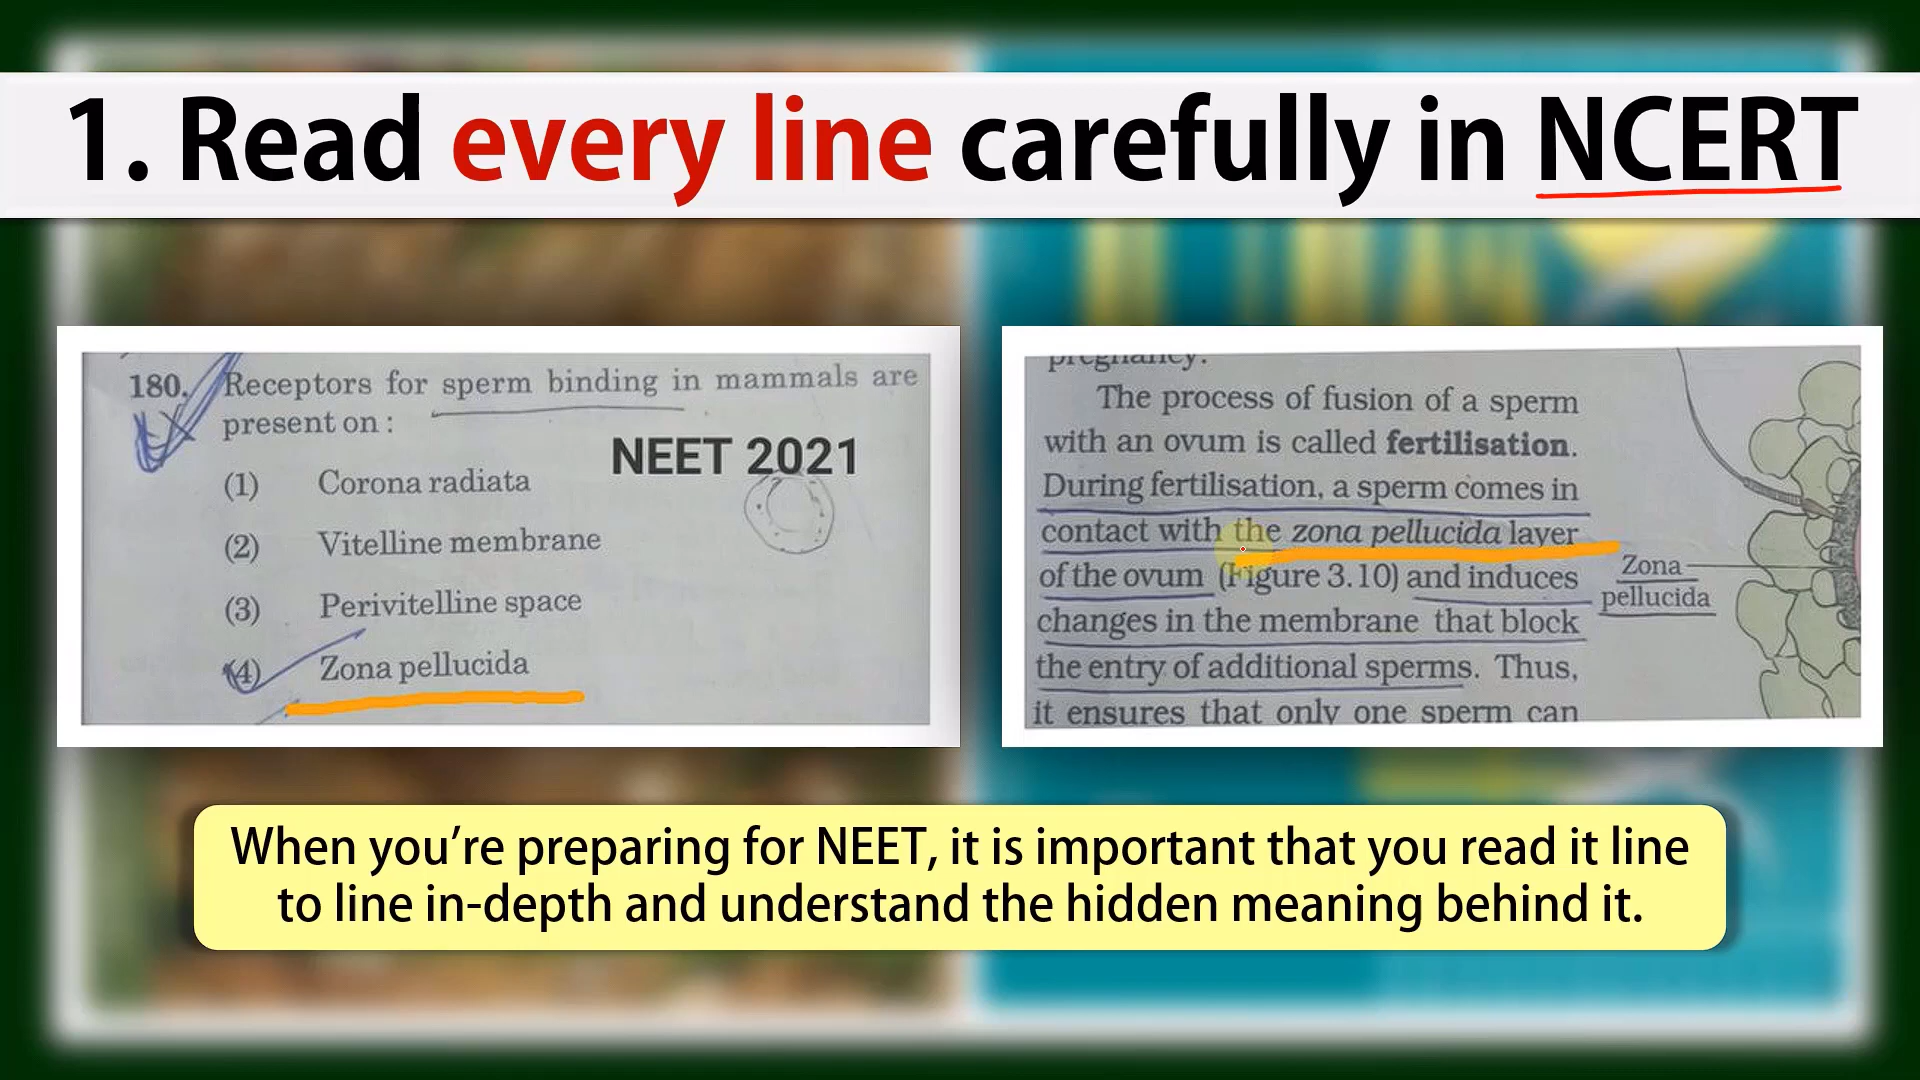 1. Read every line carefully in NCERT
180. Receptors for sperm binding in mammals are
present on :
NEET 2021
(1) Corona radiata
(2) Vitelline membrane
(3) Perivitelline space
(4) Zona pellucida
pregnancy.
The process of fusion of a sperm
with an ovum is called fertilisation.
During fertilisation, a sperm comes in
contact with the zona pellucida layer
of the ovum (Figure 3.10) and induces
changes in the membrane that block
the entry of additional sperms. Thus,
it ensures that only one sperm can
Zona
pellucida
When you’re preparing for NEET, it is important that you read it line
to line in-depth and understand the hidden meaning behind it.